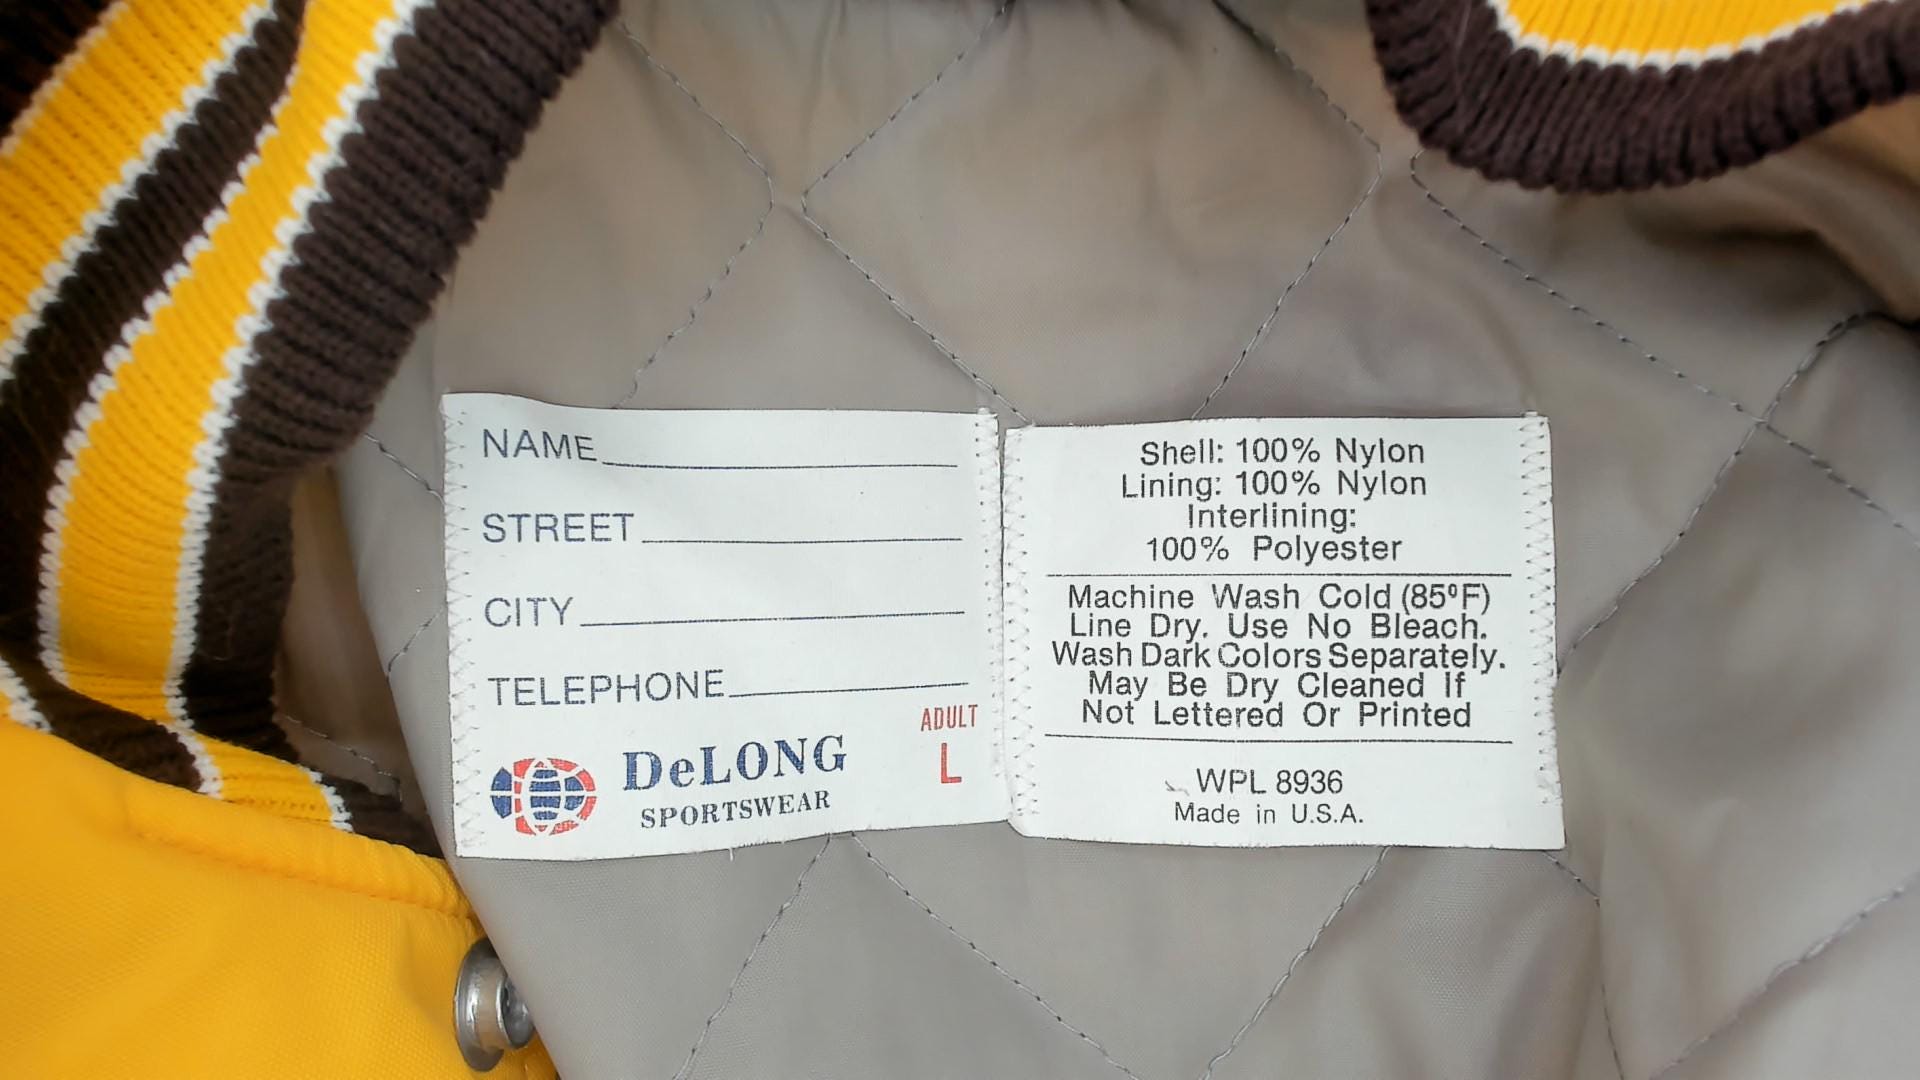 NAME
STREET
CITY
TELEPHONE
ADULT
L
DeLONG
SPORTSWEAR
Shell: 100% Nylon
Lining: 100% Nylon
Interlining:
100% Polyester
Machine Wash Cold (85ºF)
Line Dry. Use No Bleach.
Wash Dark Colors Separately.
May Be Dry Cleaned If
Not Lettered Or Printed
WPL 8936
Made in U.S.A.